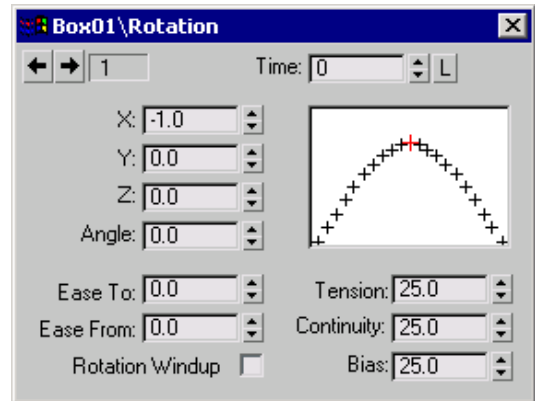 Box01\Rotation
1
Time: 0 L
X: -1.0
Y: 0.0
Z: 0.0
Angle: 0.0
Ease To: 0.0
Tension: 25.0
Ease From: 0.0
Continuity: 25.0
Rotation Windup
Bias: 25.0